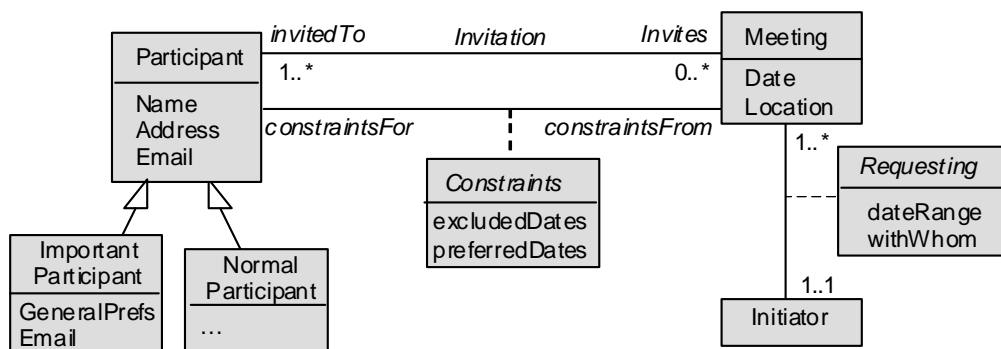 invitedTo Invitation Invites
Participant
1..* 0..*
Name
Address
Email
Meeting
Date
Location
constraintsFor constraintsFrom
Constraints
excludedDates
preferredDates
1..*
Requesting
dateRange
withWhom
1..1
Initiator
Important
Participant
GeneralPrefs
Email
Normal
Participant
...